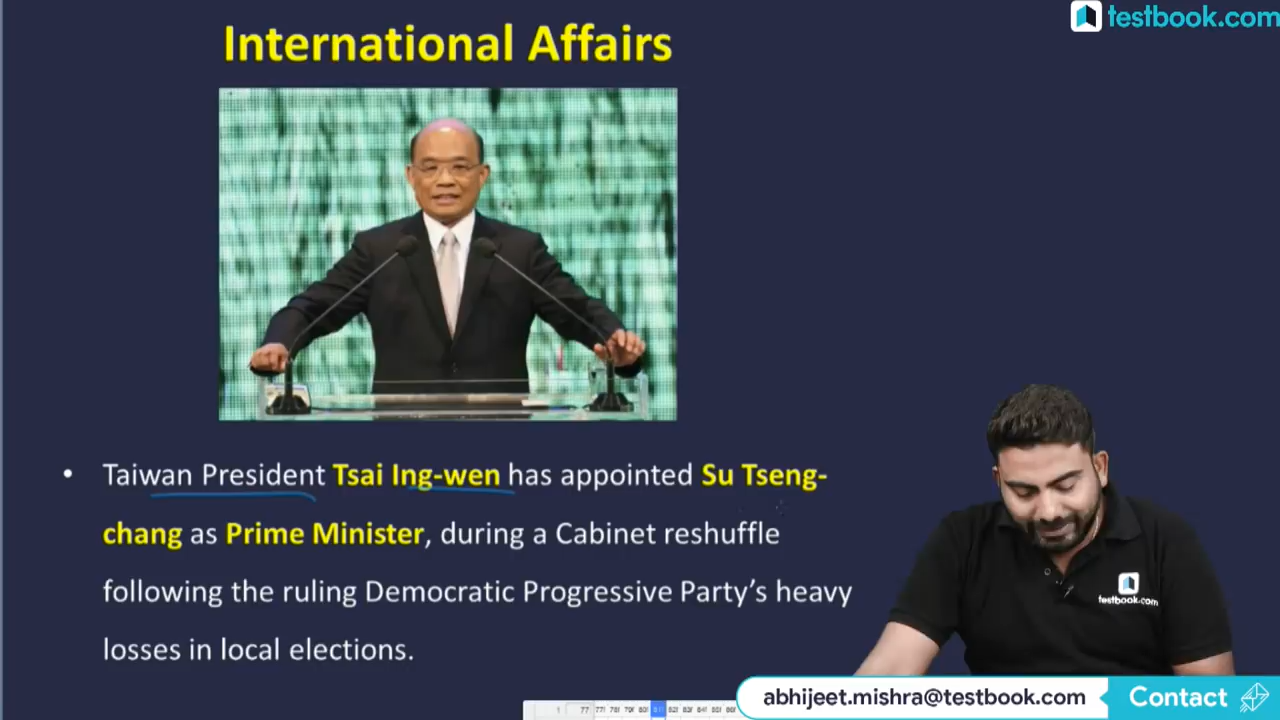 International Affairs
testbook.com
• Taiwan President Tsai Ing-wen has appointed Su Tseng-
chang as Prime Minister, during a Cabinet reshuffle
following the ruling Democratic Progressive Party's heavy
losses in local elections.
testbook.com
abhijeet.mishra@testbook.com
Contact